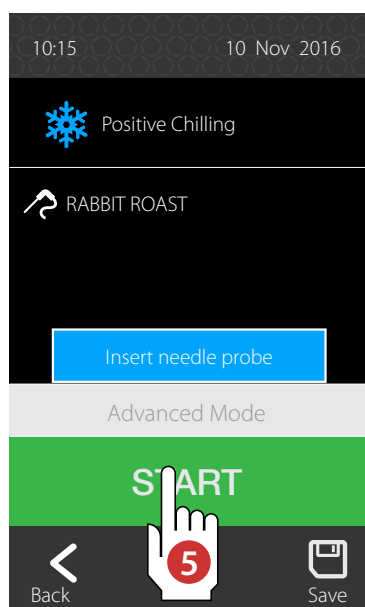 10:15 10 Nov 2016
Positive Chilling
RABBIT ROAST
Insert needle probe
Advanced Mode
START
5
Back Save